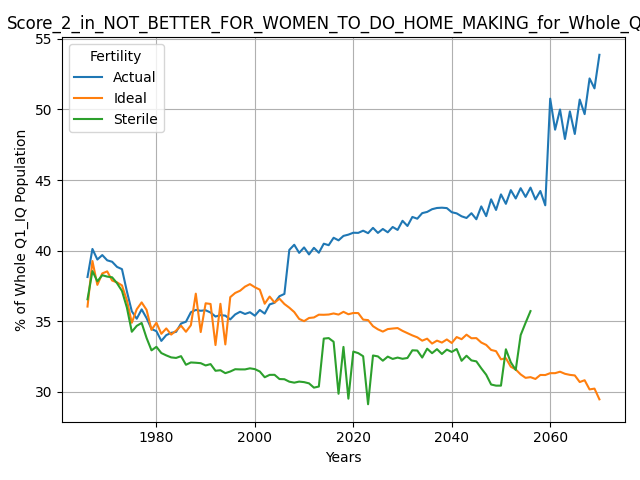 Score_2_in_NOT_BETTER_FOR_WOMEN_TO_DO_HOME_MAKING_for_Whole_Q
Fertility
Actual
Ideal
Sterile
% of Whole Q1_IQ Population
55
50
45
40
35
30
1980 2000 2020 2040 2060
Years